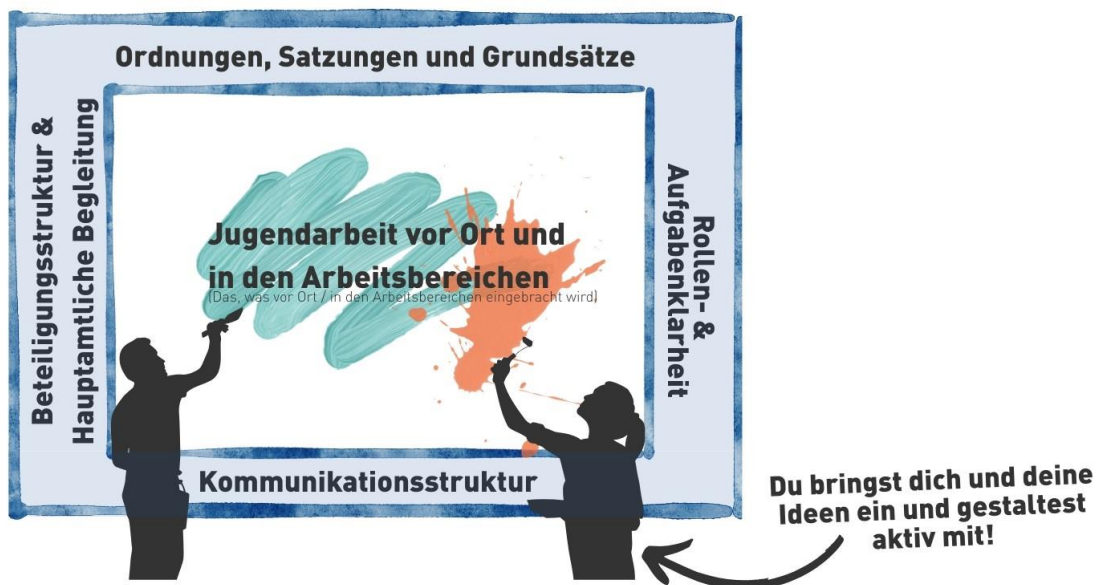 Ordnungen, Satzungen und Grundsätze
Beteiligungsstruktur &
Hauptamtliche Begleitung
Jugendarbeit vor Ort und
in den Arbeitsbereichen
(Das, was vor Ort / in den Arbeitsbereichen eingebracht wird)
Rollen- &
Aufgabenklarheit
Kommunikationsstruktur
Du bringst dich und deine
Ideen ein und gestaltest
aktiv mit!